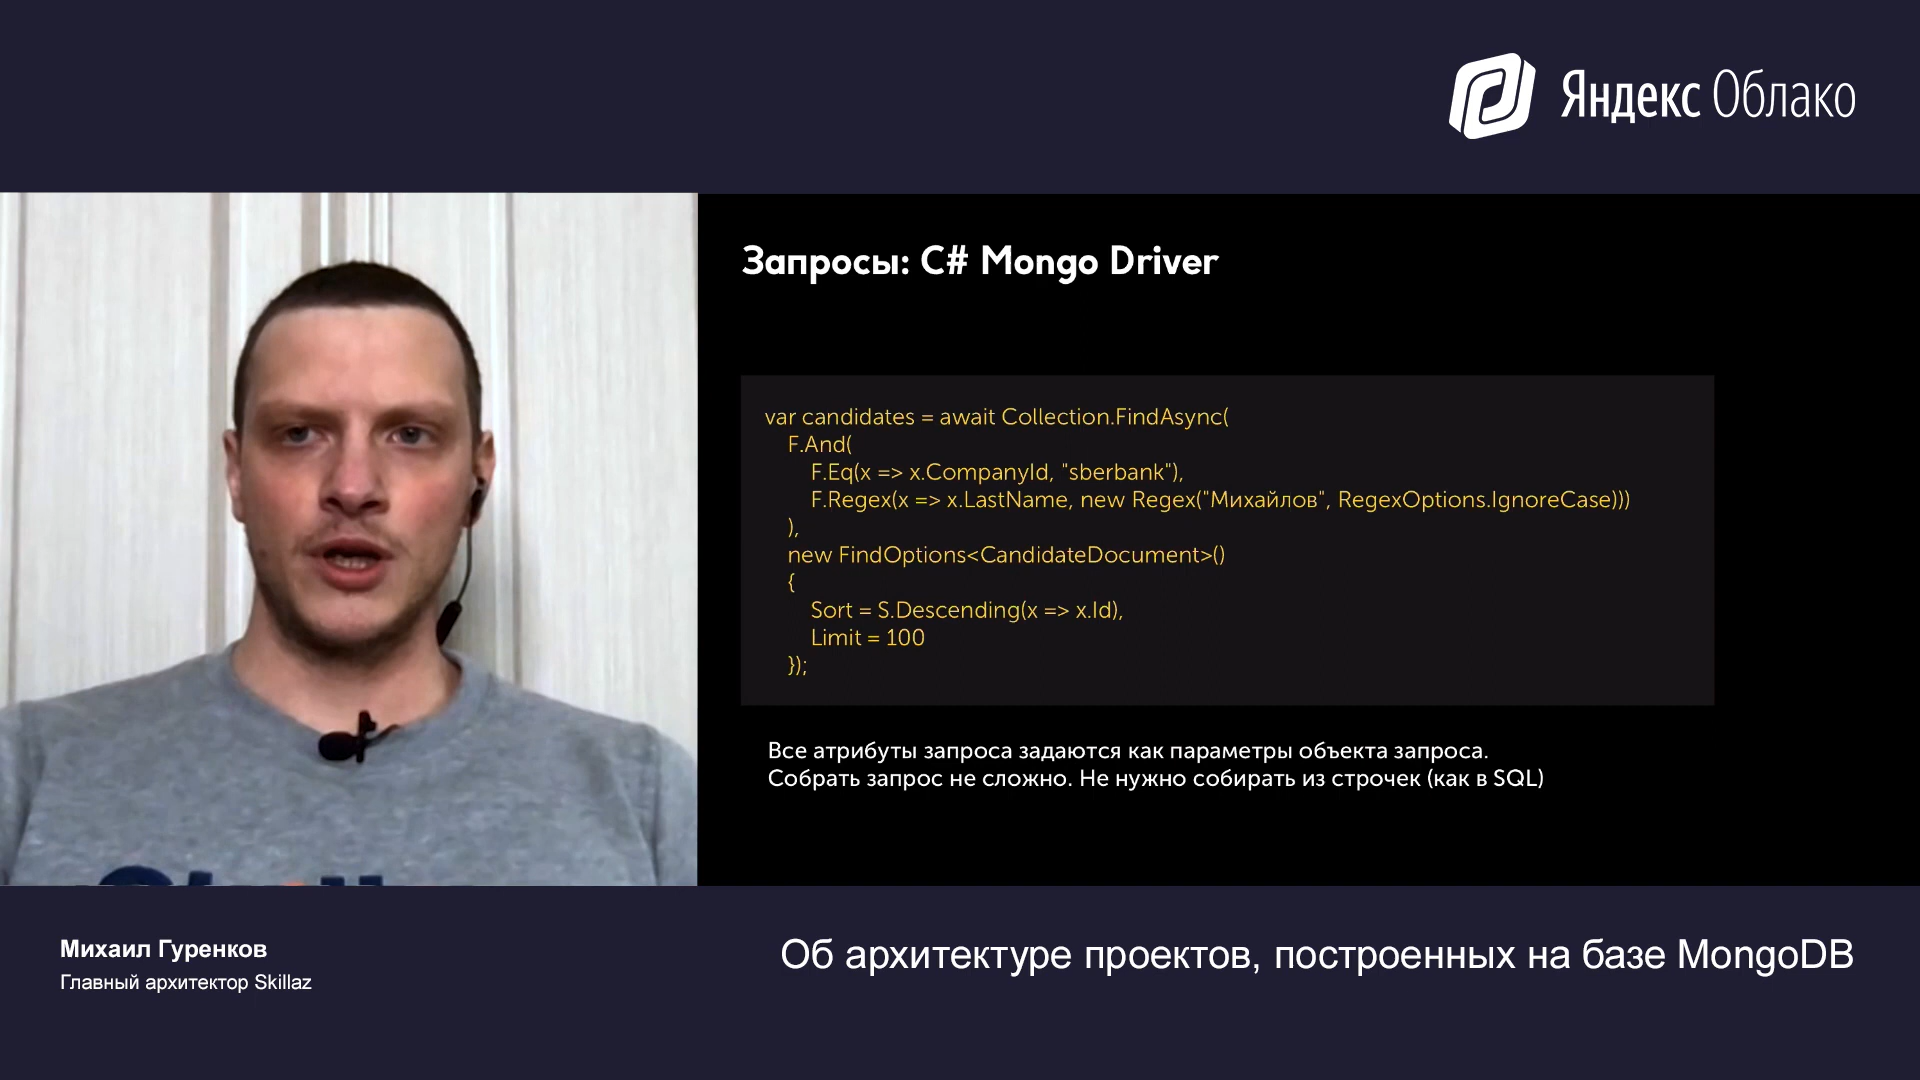 Яндекс Облако
Запросы: C# Mongo Driver
var candidates = await Collection.FindAsync(
F.And(
F.Eq(x => x.CompanyId, "sberbank"),
F.Regex(x => x.LastName, new Regex("Михайлов", RegexOptions.IgnoreCase)))
),
new FindOptions<CandidateDocument>()
{
Sort = S.Descending(x => x.Id),
Limit = 100
});
Все атрибуты запроса задаются как параметры объекта запроса.
Собрать запрос не сложно. Не нужно собирать из строчек (как в SQL)
Михаил Гуренков
Главный архитектор Skillaz
Об архитектуре проектов, построенных на базе MongoDB